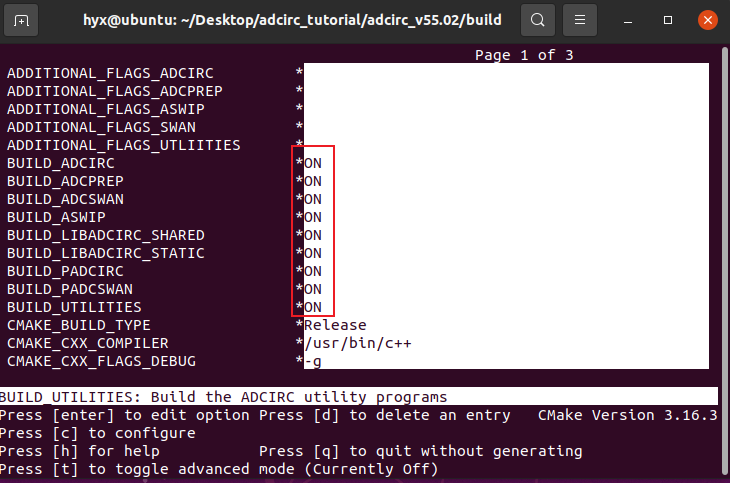 hyx@ubuntu: ~/Desktop/adcirc_tutorial/adcirc_v55.02/build
Page 1 of 3
ADDITIONAL_FLAGS_ADCIRC *
ADDITIONAL_FLAGS_ADCPREP *
ADDITIONAL_FLAGS_ASWIP *
ADDITIONAL_FLAGS_SWAN *
ADDITIONAL_FLAGS_UTLIITIES *
BUILD_ADCIRC *ON
BUILD_ADCPREP *ON
BUILD_ADCSWAN *ON
BUILD_ASWIP *ON
BUILD_LIBADCIRC_SHARED *ON
BUILD_LIBADCIRC_STATIC *ON
BUILD_PADCIRC *ON
BUILD_PADCSWAN *ON
BUILD_UTILITIES *ON
CMAKE_BUILD_TYPE *Release
CMAKE_CXX_COMPILER */usr/bin/c++
CMAKE_CXX_FLAGS_DEBUG *-g
BUILD_UTILITIES: Build the ADCIRC utility programs
Press [enter] to edit option Press [d] to delete an entry CMake Version 3.16.3
Press [c] to configure
Press [h] for help Press [q] to quit without generating
Press [t] to toggle advanced mode (Currently Off)